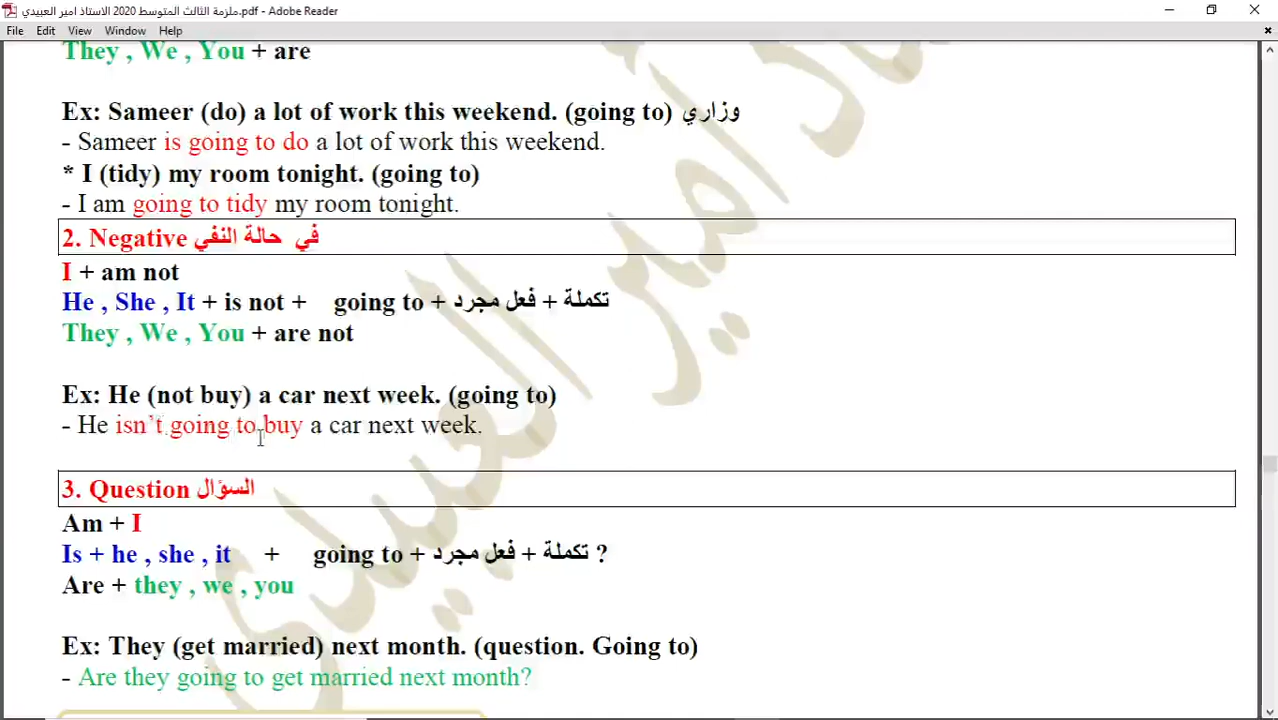 ملزمة الثالث المتوسط 2020 الاستاذ امير العبيدي.pdf - Adobe Reader
File Edit View Window Help
They , We , You + are
Ex: Sameer (do) a lot of work this weekend. (going to) وزاري
- Sameer is going to do a lot of work this weekend.
* I (tidy) my room tonight. (going to)
- I am going to tidy my room tonight.
2. Negative في حالة النفي
I + am not
He , She , It + is not + going to + فعل مجرد + تكملة
They , We , You + are not
Ex: He (not buy) a car next week. (going to)
- He isn’t going to buy a car next week.
3. Question السؤال
Am + I
Is + he , she , it + going to + فعل مجرد + تكملة ?
Are + they , we , you
Ex: They (get married) next month. (question. Going to)
- Are they going to get married next month?